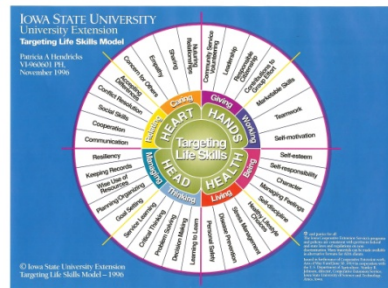 IOWA STATE UNIVERSITY
University Extension
Targeting Life Skills Model
Patricia A Hendricks
November 1996
Targeting
Life Skills
HEART
HANDS
HEALTH
HEAD
Relating
Caring
Giving
Working
Being
Living
Thinking
Managing
Communication
Cooperation
Social Skills
Conflict Resolution
Accepting
Differences
Concern for Others
Empathy
Sharing
Nurturing
Relationships
Community Service
Volunteering
Leadership
Responsible
Citizenship
Contributions to
Group Effort
Marketable Skills
Teamwork
Self-motivation
Self-esteem
Self-responsibility
Character
Managing Feelings
Self-discipline
Healthy Lifestyle
Choices
Stress Management
Disease Prevention
Personal Safety
Learning to Learn
Decision Making
Problem Solving
Critical Thinking
Service Learning
Goal Setting
Planning/Organizing
Wise Use of
Resources
Keeping Records
Resiliency
© IOWA STATE UNIVERSITY Extension
Targeting Life Skills Model – 1996